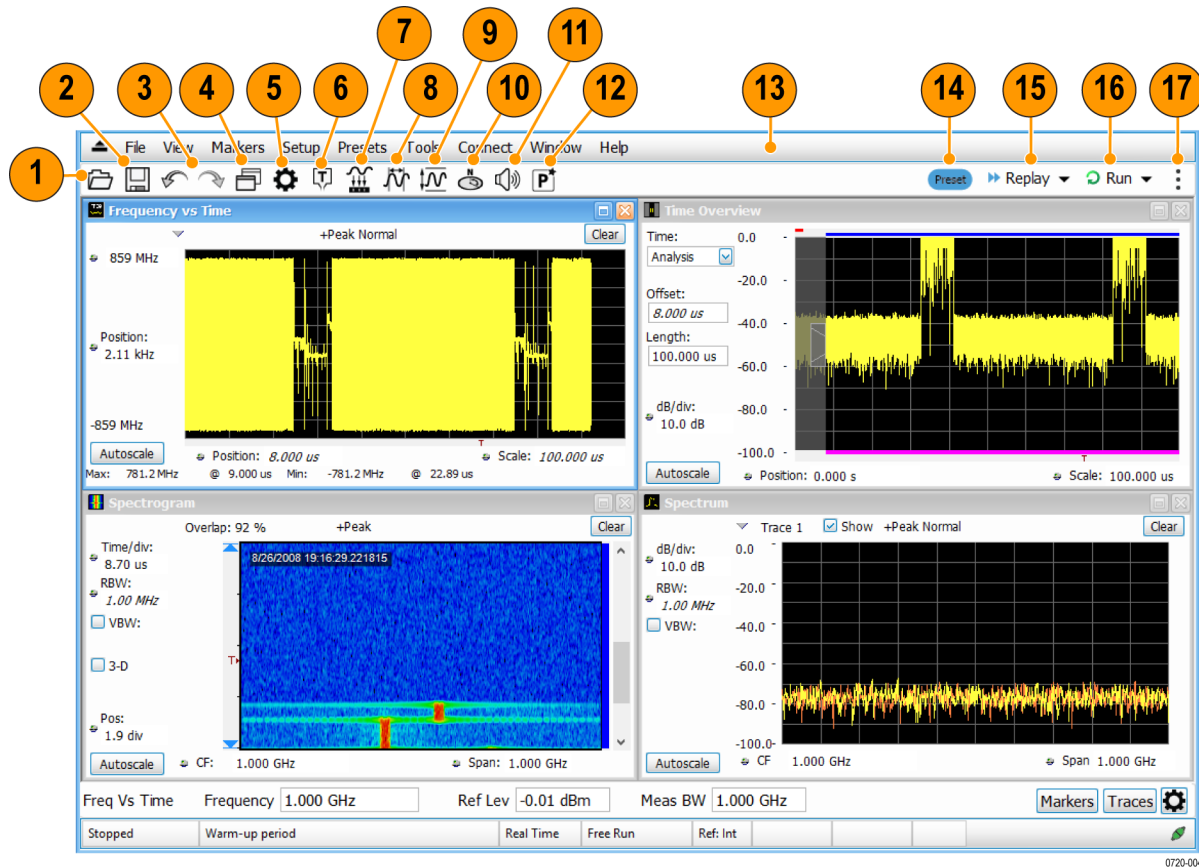 7 9 11
2 3 4 5 6 8 10 12 13 14 15 16 17
1
File View Markers Setup Presets Tools Connect Window Help
T N P
Preset Replay Run
Frequency vs Time
+Peak Normal Clear
859 MHz
Position:
2.11 kHz
-859 MHz
T
Autoscale Position: 8.000 us Scale: 100.000 us
Max: 781.2 MHz @ 9.000 us Min: -781.2 MHz @ 22.89 us
Time Overview
Time:
Analysis
Offset:
8.000 us
Length:
100.000 us
dB/div:
10.0 dB
0.0 -
-20.0 -
-40.0 -
-60.0 -
-80.0 -
-100.0 -
T
Autoscale Position: 0.000 s Scale: 100.000 us
Spectrogram
Overlap: 92 % +Peak Clear
Time/div:
8.70 us
RBW:
1.00 MHz
VBW:
3-D
Pos:
1.9 div
8/26/2008 19:16:29.221815
T
Autoscale CF: 1.000 GHz Span: 1.000 GHz
Spectrum
Trace 1 Show +Peak Normal Clear
dB/div:
10.0 dB
RBW:
1.00 MHz
VBW:
0.0 -
-20.0 -
-40.0 -
-60.0 -
-80.0 -
-100.0-
Autoscale CF 1.000 GHz Span 1.000 GHz
Freq Vs Time Frequency 1.000 GHz Ref Lev -0.01 dBm Meas BW 1.000 GHz Markers Traces
Stopped Warm-up period Real Time Free Run Ref: Int